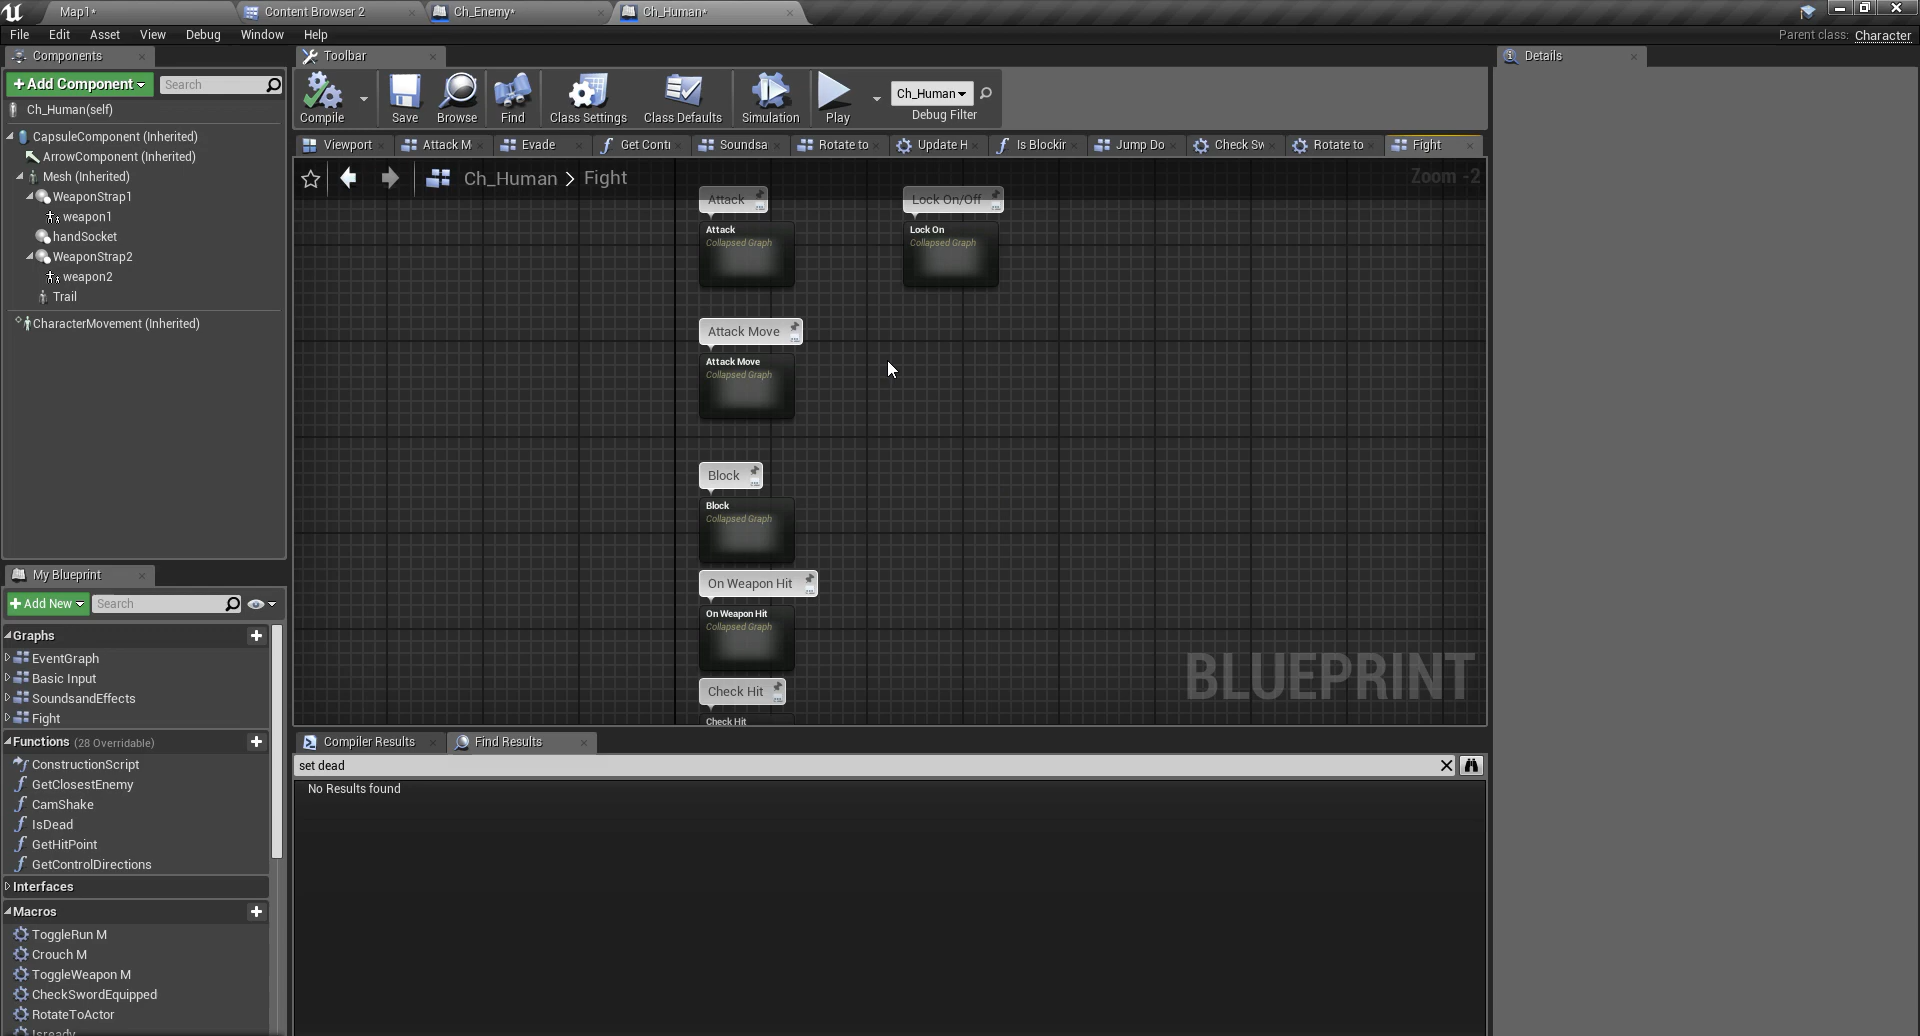 Map1*
Content Browser 2
Ch_Enemy*
Ch_Human*
File Edit Asset View Debug Window Help
Parent class: Character
Components
+ Add Component
Search
Ch_Human(self)
CapsuleComponent (Inherited)
ArrowComponent (Inherited)
Mesh (Inherited)
WeaponStrap1
weapon1
handSocket
WeaponStrap2
weapon2
Trail
CharacterMovement (Inherited)
My Blueprint
+ Add New
Search
Graphs
EventGraph
Basic Input
SoundsandEffects
Fight
Functions (28 Overridable)
ConstructionScript
GetClosestEnemy
CamShake
IsDead
GetHitPoint
GetControlDirections
Interfaces
Macros
ToggleRun M
Crouch M
ToggleWeapon M
CheckSwordEquipped
RotateToActor
Isready
Toolbar
Compile
Save
Browse
Find
Class Settings
Class Defaults
Simulation
Play
Ch_Human
Debug Filter
Viewport
Attack M
Evade
Get Conti
Soundsa
Rotate to
Update H
Is Blockir
Jump Do
Check Sw
Rotate to
Fight
Ch_Human > Fight
Zoom -2
Attack
Attack
Collapsed Graph
Lock On/Off
Lock On
Collapsed Graph
Attack Move
Attack Move
Collapsed Graph
Block
Block
Collapsed Graph
On Weapon Hit
On Weapon Hit
Collapsed Graph
Check Hit
Check Hit
BLUEPRINT
Compiler Results
Find Results
set dead
No Results found
Details